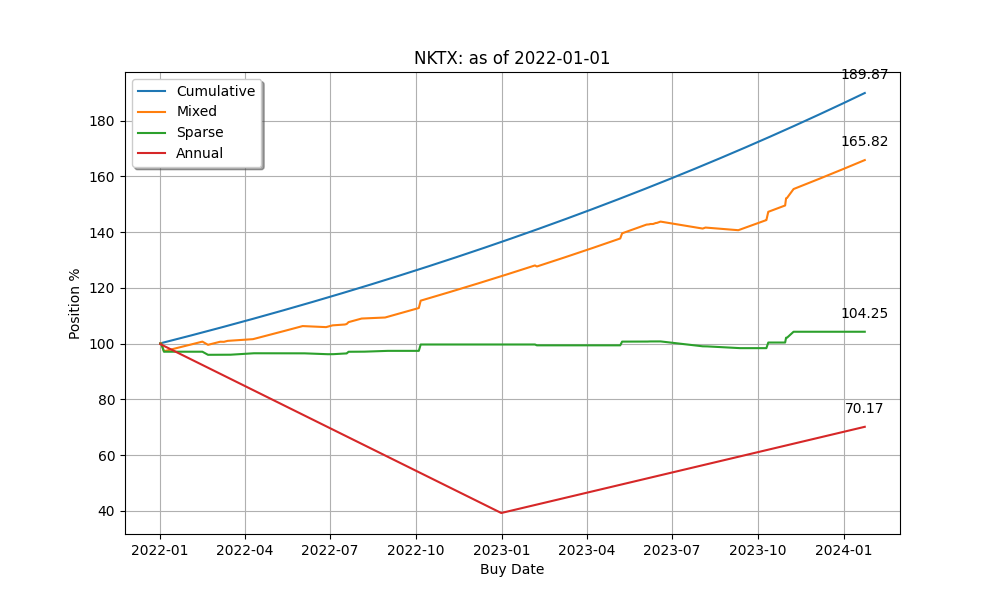 NKTX: as of 2022-01-01
Cumulative
Mixed
Sparse
Annual
189.87
165.82
104.25
70.17
Position %
180
160
140
120
100
80
60
40
2022-01 2022-04 2022-07 2022-10 2023-01 2023-04 2023-07 2023-10 2024-01
Buy Date